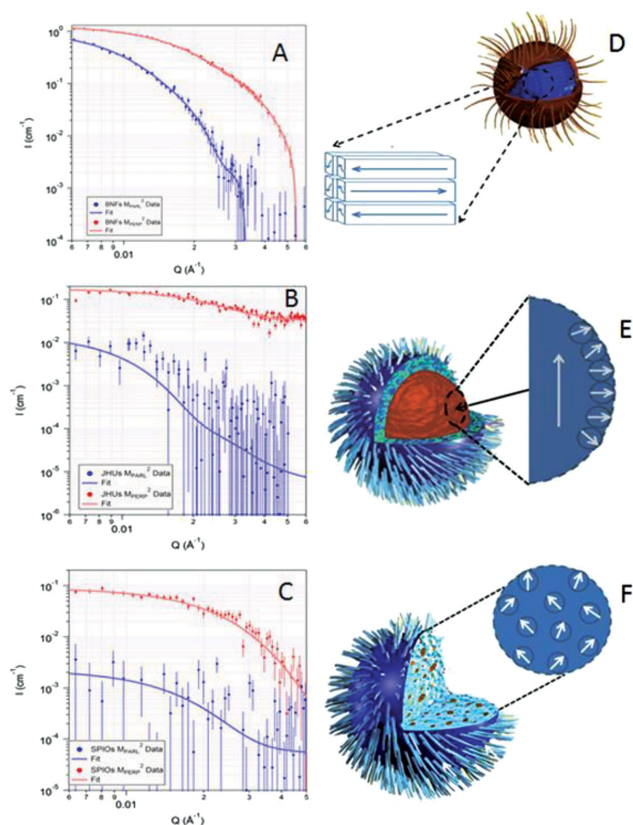 A
I (cm⁻¹)
10⁰
10⁻¹
10⁻²
10⁻³
10⁻⁴
BNFs M_PARL² Data
Fit
BNFs M_PERP² Data
Fit
6 7 8 9 2 3 4 5 6
0.01
Q (A⁻¹)
D
B
I (cm⁻¹)
10⁻¹
10⁻²
10⁻³
10⁻⁴
10⁻⁵
10⁻⁶
JHUs M_PARL² Data
Fit
JHUs M_PERP² Data
Fit
6 7 8 9 2 3 4 5 6
0.01
Q (A⁻¹)
E
C
I (cm⁻¹)
10⁰
10⁻¹
10⁻²
10⁻³
10⁻⁴
10⁻⁵
SPIOs M_PARL² Data
Fit
SPIOs M_PERP² Data
Fit
6 7 8 9 2 3 4 5
0.01
Q (A⁻¹)
F